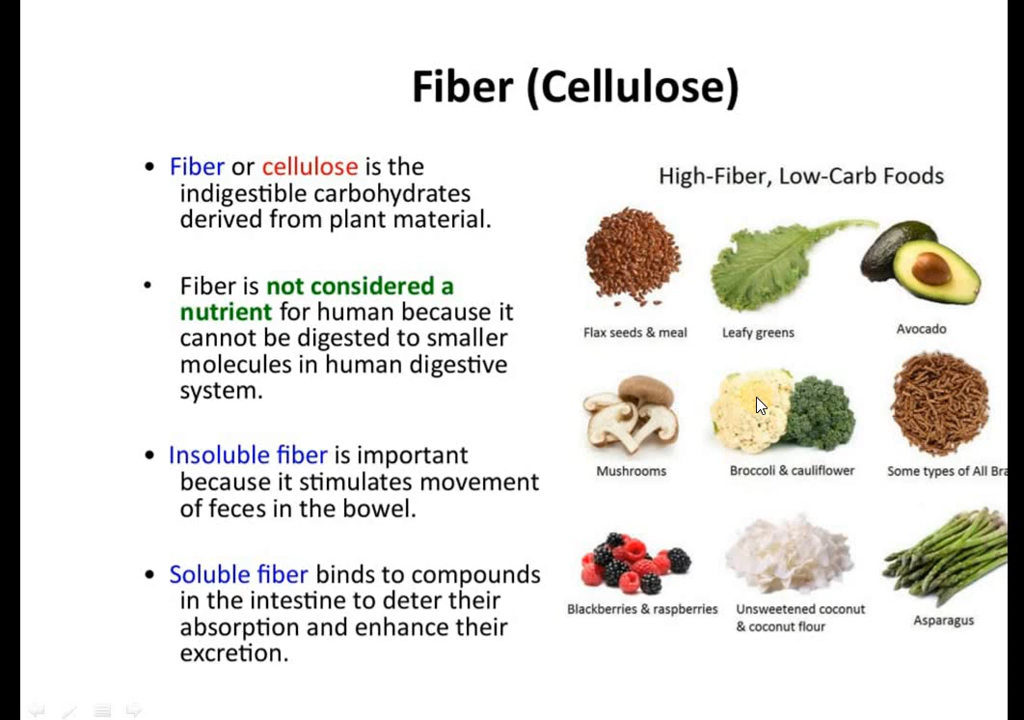 Fiber (Cellulose)
• Fiber or cellulose is the
indigestible carbohydrates
derived from plant material.
• Fiber is not considered a
nutrient for human because it
cannot be digested to smaller
molecules in human digestive
system.
• Insoluble fiber is important
because it stimulates movement
of feces in the bowel.
• Soluble fiber binds to compounds
in the intestine to deter their
absorption and enhance their
excretion.
High-Fiber, Low-Carb Foods
Flax seeds & meal
Leafy greens
Avocado
Mushrooms
Broccoli & cauliflower
Some types of All Bra
Blackberries & raspberries
Unsweetened coconut
& coconut flour
Asparagus